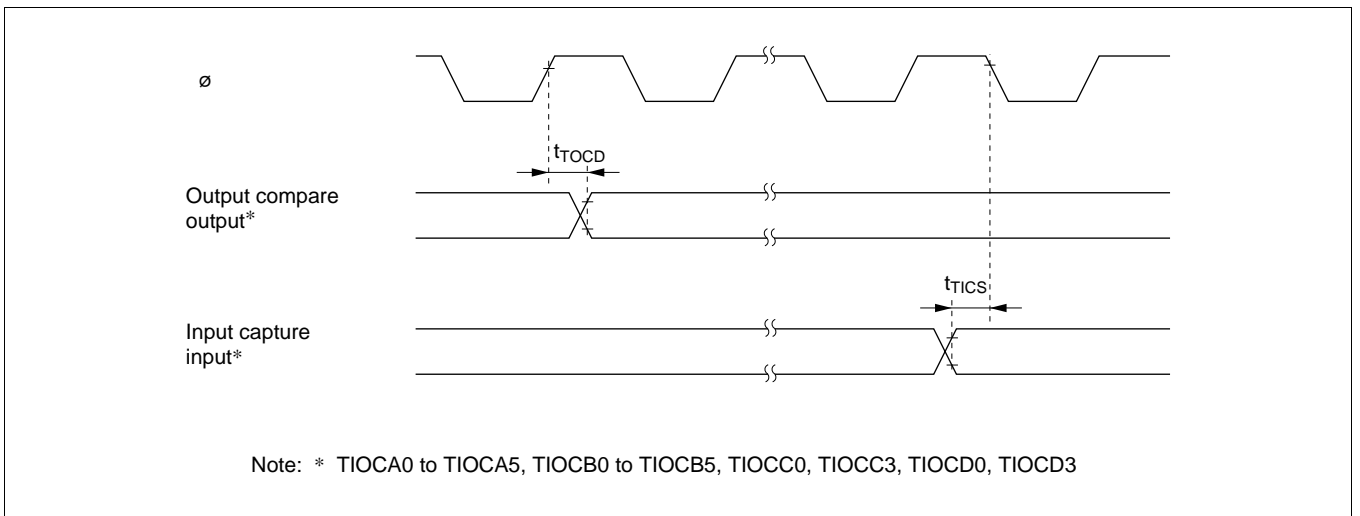 ø
tTOCD
Output compare
output*
tTICS
Input capture
input*
Note: * TIOCA0 to TIOCA5, TIOCB0 to TIOCB5, TIOCC0, TIOCC3, TIOCD0, TIOCD3